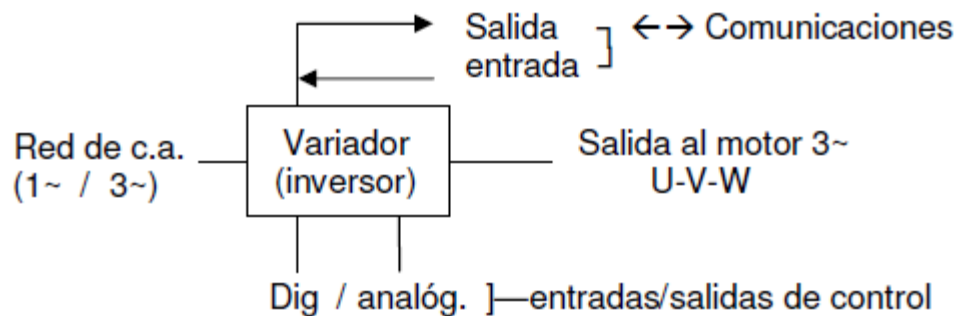 Salida ←→ Comunicaciones
entrada
Red de c.a.
(1~ / 3~)
Variador
(inversor)
Salida al motor 3~
U-V-W
Dig / analóg. ]—entradas/salidas de control